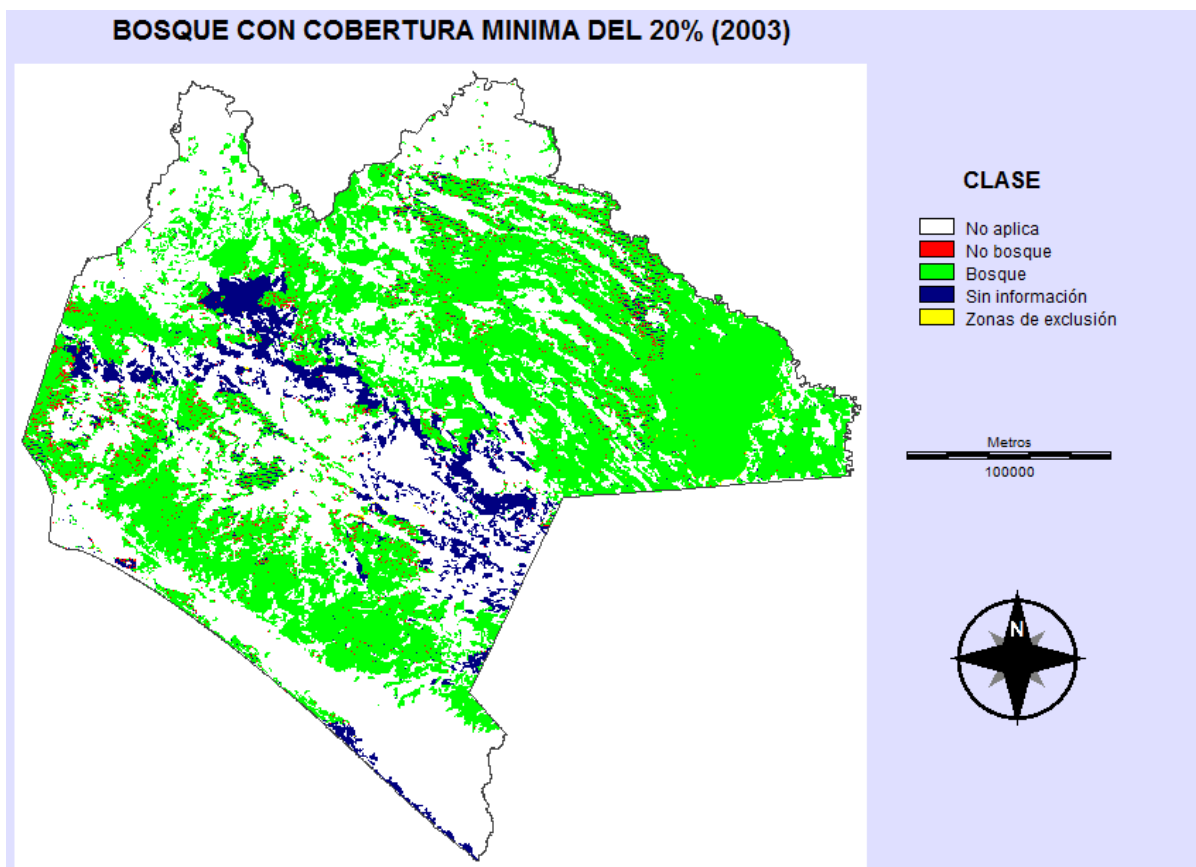 BOSQUE CON COBERTURA MINIMA DEL 20% (2003)
CLASE
No aplica
No bosque
Bosque
Sin información
Zonas de exclusión
Metros
100000
N